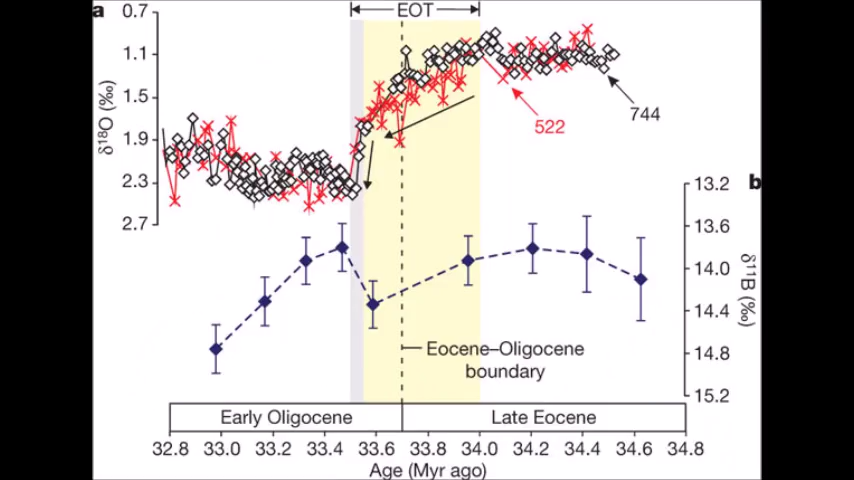 a
EOT
0.7
1.1
1.5
1.9
2.3
2.7
δ18O (‰)
522
744
b
13.2
13.6
14.0
14.4
14.8
15.2
δ11B (‰)
Eocene–Oligocene
boundary
Early Oligocene
Late Eocene
32.8 33.0 33.2 33.4 33.6 33.8 34.0 34.2 34.4 34.6 34.8
Age (Myr ago)